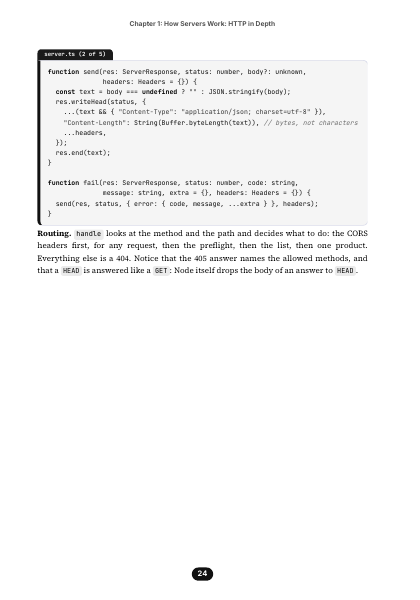 Chapter 1: How Servers Work: HTTP in Depth
server.ts (2 of 5)
function send(res: ServerResponse, status: number, body?: unknown,
              headers: Headers = {}) {
  const text = body === undefined ? "" : JSON.stringify(body);
  res.writeHead(status, {
    ...(text && { "Content-Type": "application/json; charset=utf-8" }),
    "Content-Length": String(Buffer.byteLength(text)), // bytes, not characters
    ...headers,
  });
  res.end(text);
}

function fail(res: ServerResponse, status: number, code: string,
              message: string, extra = {}, headers: Headers = {}) {
  send(res, status, { error: { code, message, ...extra } }, headers);
}
Routing. handle looks at the method and the path and decides what to do: the CORS
headers first, for any request, then the preflight, then the list, then one product.
Everything else is a 404. Notice that the 405 answer names the allowed methods, and
that a HEAD is answered like a GET: Node itself drops the body of an answer to HEAD.
24